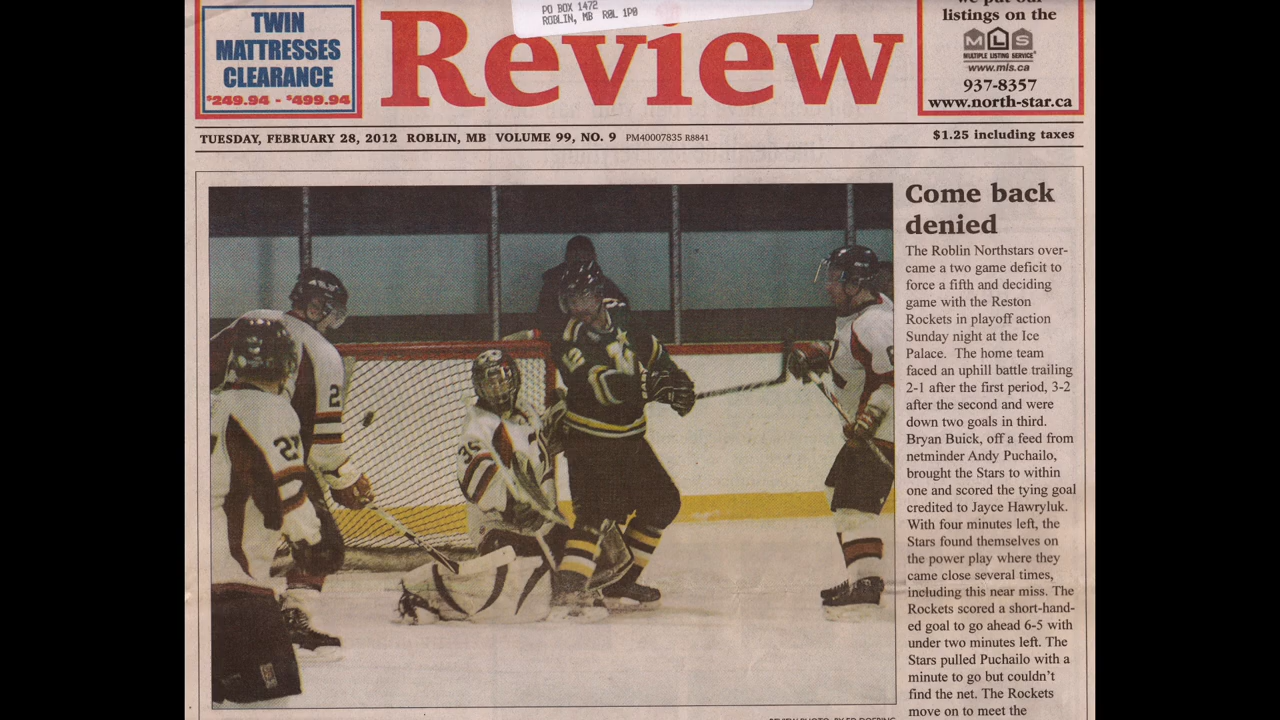 PO BOX 1472
ROBLIN, MB R0L 1P0
TWIN
MATTRESSES
CLEARANCE
$249.94 - $499.94
Review
we put our
listings on the
MLS
MULTIPLE LISTING SERVICE
www.mls.ca
937-8357
www.north-star.ca
TUESDAY, FEBRUARY 28, 2012 ROBLIN, MB VOLUME 99, NO. 9 PM40007835 R8841
$1.25 including taxes
2
27
35
12
Come back
denied
The Roblin Northstars over-
came a two game deficit to
force a fifth and deciding
game with the Reston
Rockets in playoff action
Sunday night at the Ice
Palace. The home team
faced an uphill battle trailing
2-1 after the first period, 3-2
after the second and were
down two goals in third.
Bryan Buick, off a feed from
netminder Andy Puchailo,
brought the Stars to within
one and scored the tying goal
credited to Jayce Hawryluk.
With four minutes left, the
Stars found themselves on
the power play where they
came close several times,
including this near miss. The
Rockets scored a short-hand-
ed goal to go ahead 6-5 with
under two minutes left. The
Stars pulled Puchailo with a
minute to go but couldn't
find the net. The Rockets
move on to meet the